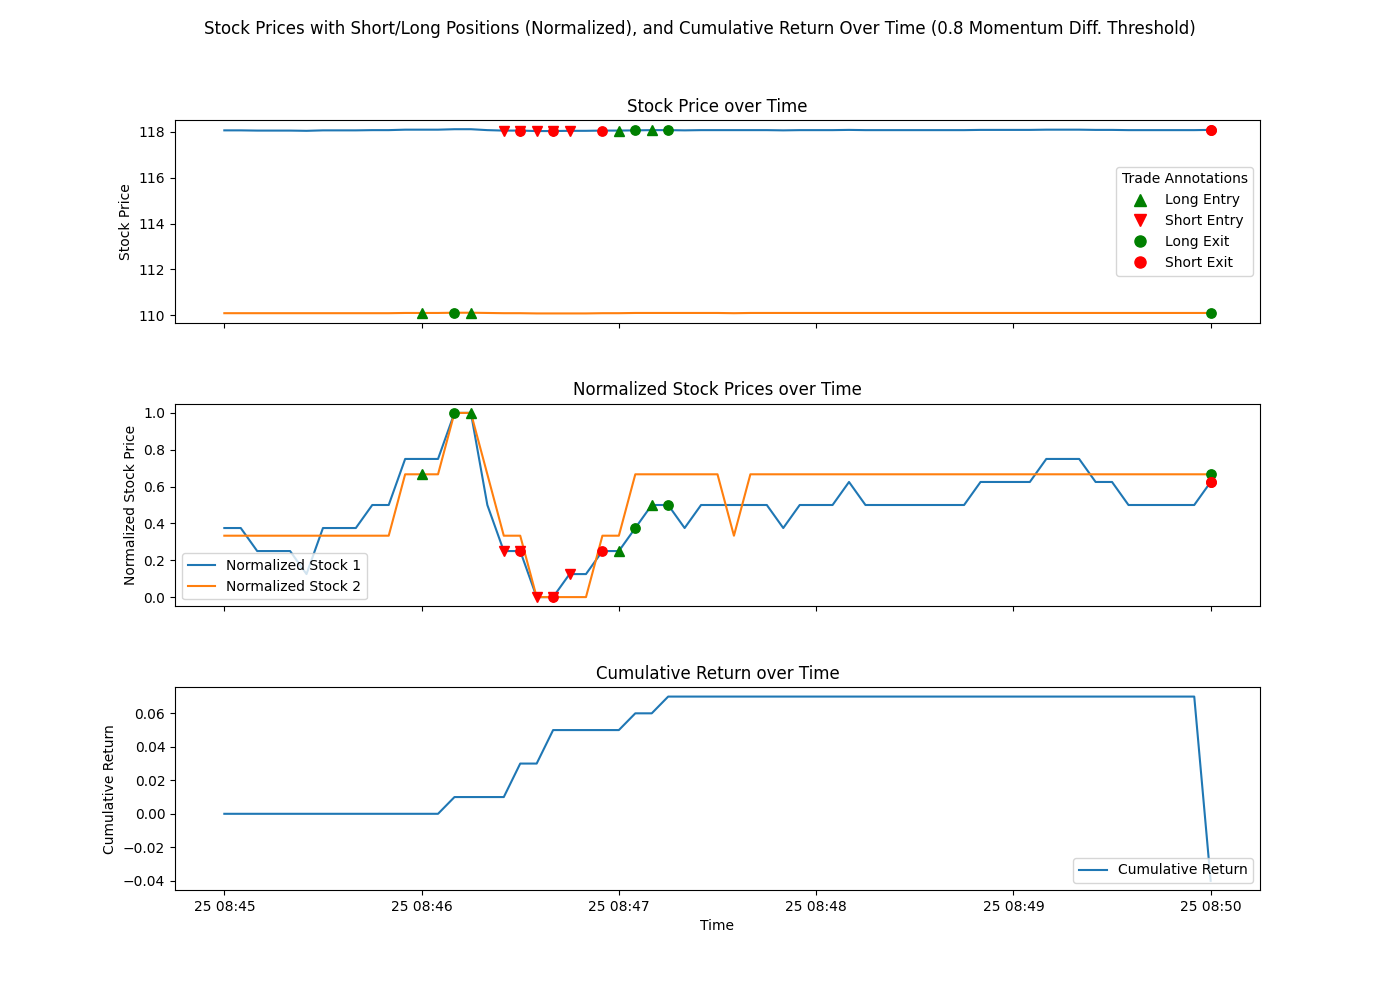 Stock Prices with Short/Long Positions (Normalized), and Cumulative Return Over Time (0.8 Momentum Diff. Threshold)
Stock Price over Time
Stock Price
118
116
114
112
110
Trade Annotations
Long Entry
Short Entry
Long Exit
Short Exit
Normalized Stock Prices over Time
Normalized Stock Price
1.0
0.8
0.6
0.4
0.2
0.0
Normalized Stock 1
Normalized Stock 2
Cumulative Return over Time
Cumulative Return
0.06
0.04
0.02
0.00
−0.02
−0.04
Cumulative Return
25 08:45
25 08:46
25 08:47
25 08:48
25 08:49
25 08:50
Time